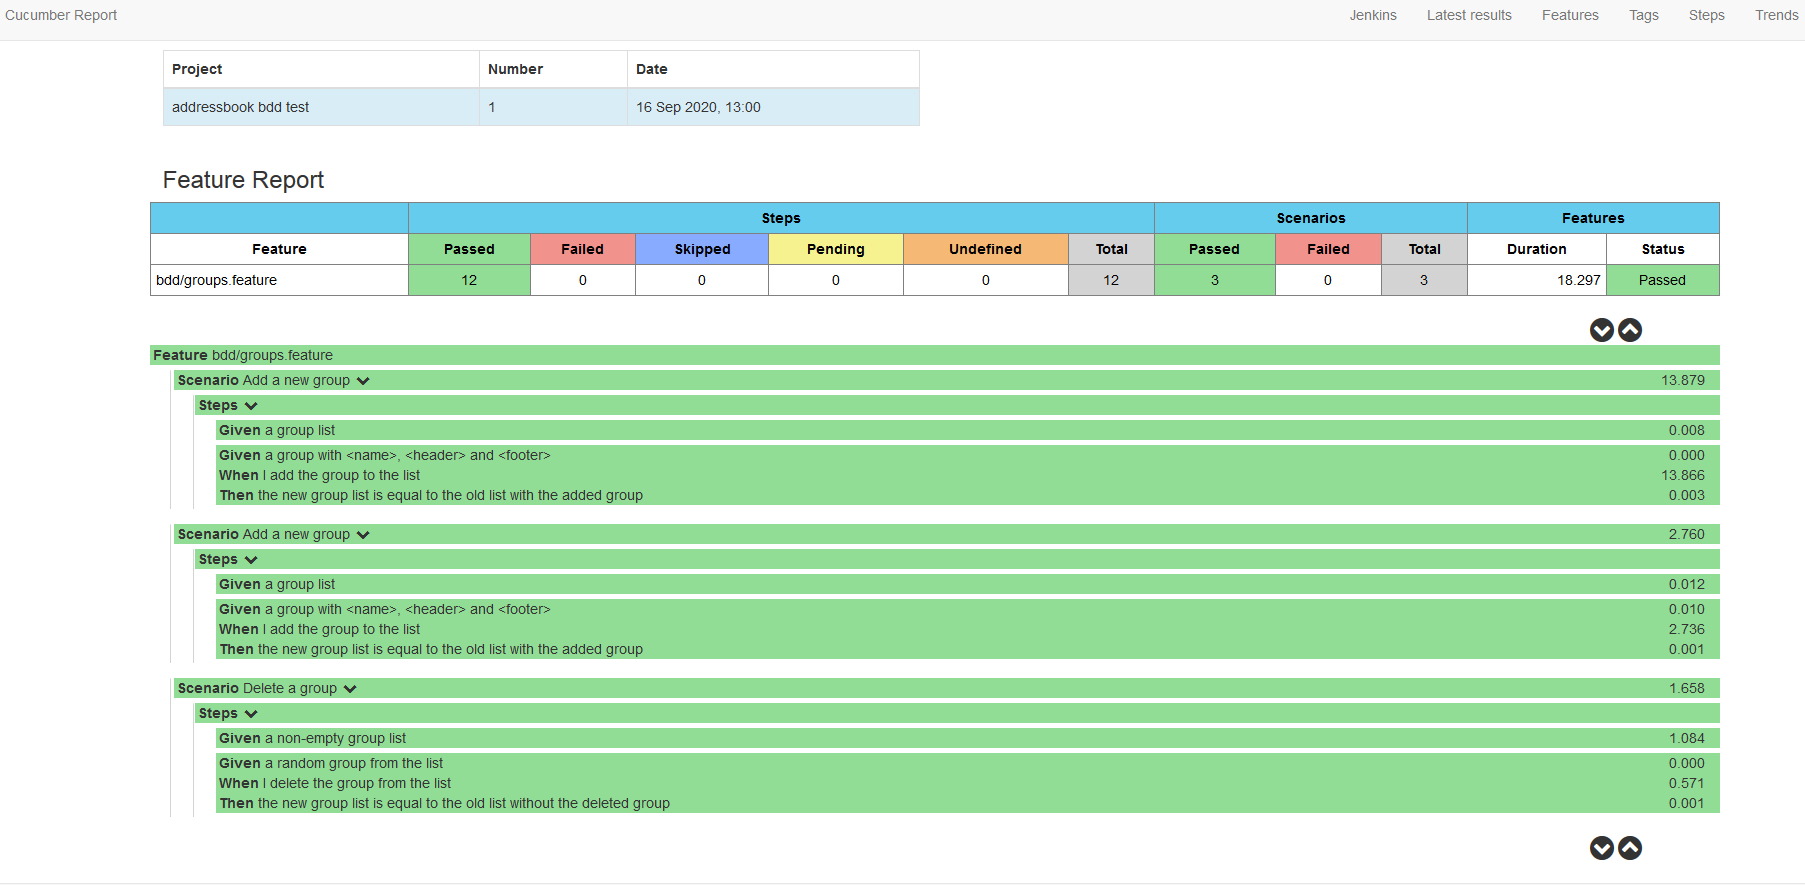 Cucumber Report Jenkins Latest results Features Tags Steps Trends
Project Number Date
addressbook bdd test 1 16 Sep 2020, 13:00
Feature Report
Steps Scenarios Features
Feature Passed Failed Skipped Pending Undefined Total Passed Failed Total Duration Status
bdd/groups.feature 12 0 0 0 0 12 3 0 3 18.297 Passed
Feature bdd/groups.feature
Scenario Add a new group 13.879
Steps
Given a group list 0.008
Given a group with <name>, <header> and <footer> 0.000
When I add the group to the list 13.866
Then the new group list is equal to the old list with the added group 0.003
Scenario Add a new group 2.760
Steps
Given a group list 0.012
Given a group with <name>, <header> and <footer> 0.010
When I add the group to the list 2.736
Then the new group list is equal to the old list with the added group 0.001
Scenario Delete a group 1.658
Steps
Given a non-empty group list 1.084
Given a random group from the list 0.000
When I delete the group from the list 0.571
Then the new group list is equal to the old list without the deleted group 0.001